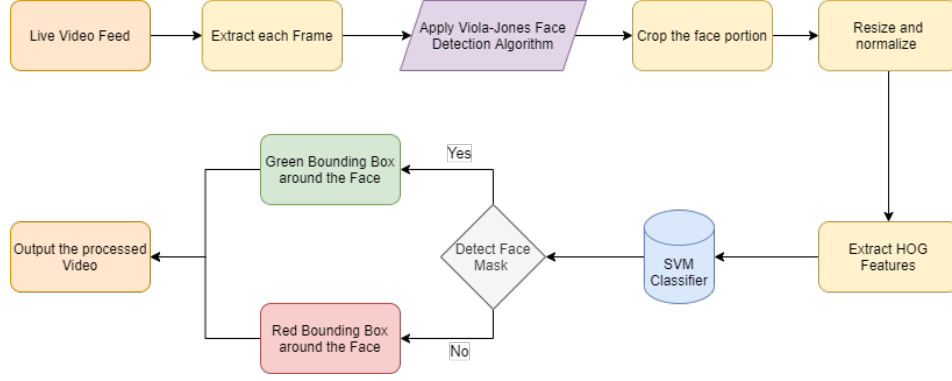 Live Video Feed
Extract each Frame
Apply Viola-Jones Face
Detection Algorithm
Crop the face portion
Resize and
normalize
Green Bounding Box
around the Face
Yes
Output the processed
Video
Detect Face
Mask
SVM
Classifier
Extract HOG
Features
Red Bounding Box
around the Face
No